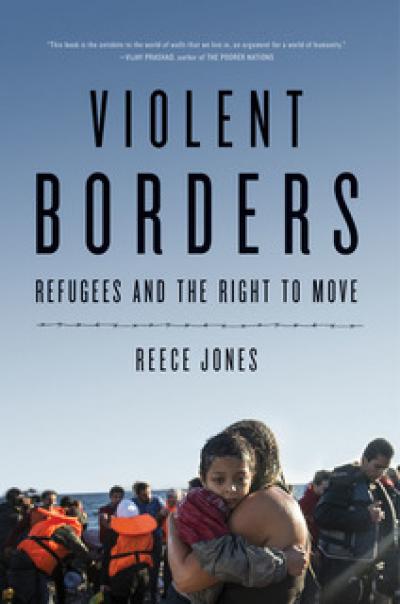 "This book is the antidote to the world of walls that we live in, an argument for a world of humanity."
—VIJAY PRASHAD, author of THE POORER NATIONS
VIOLENT
BORDERS
REFUGEES AND THE RIGHT TO MOVE
REECE JONES